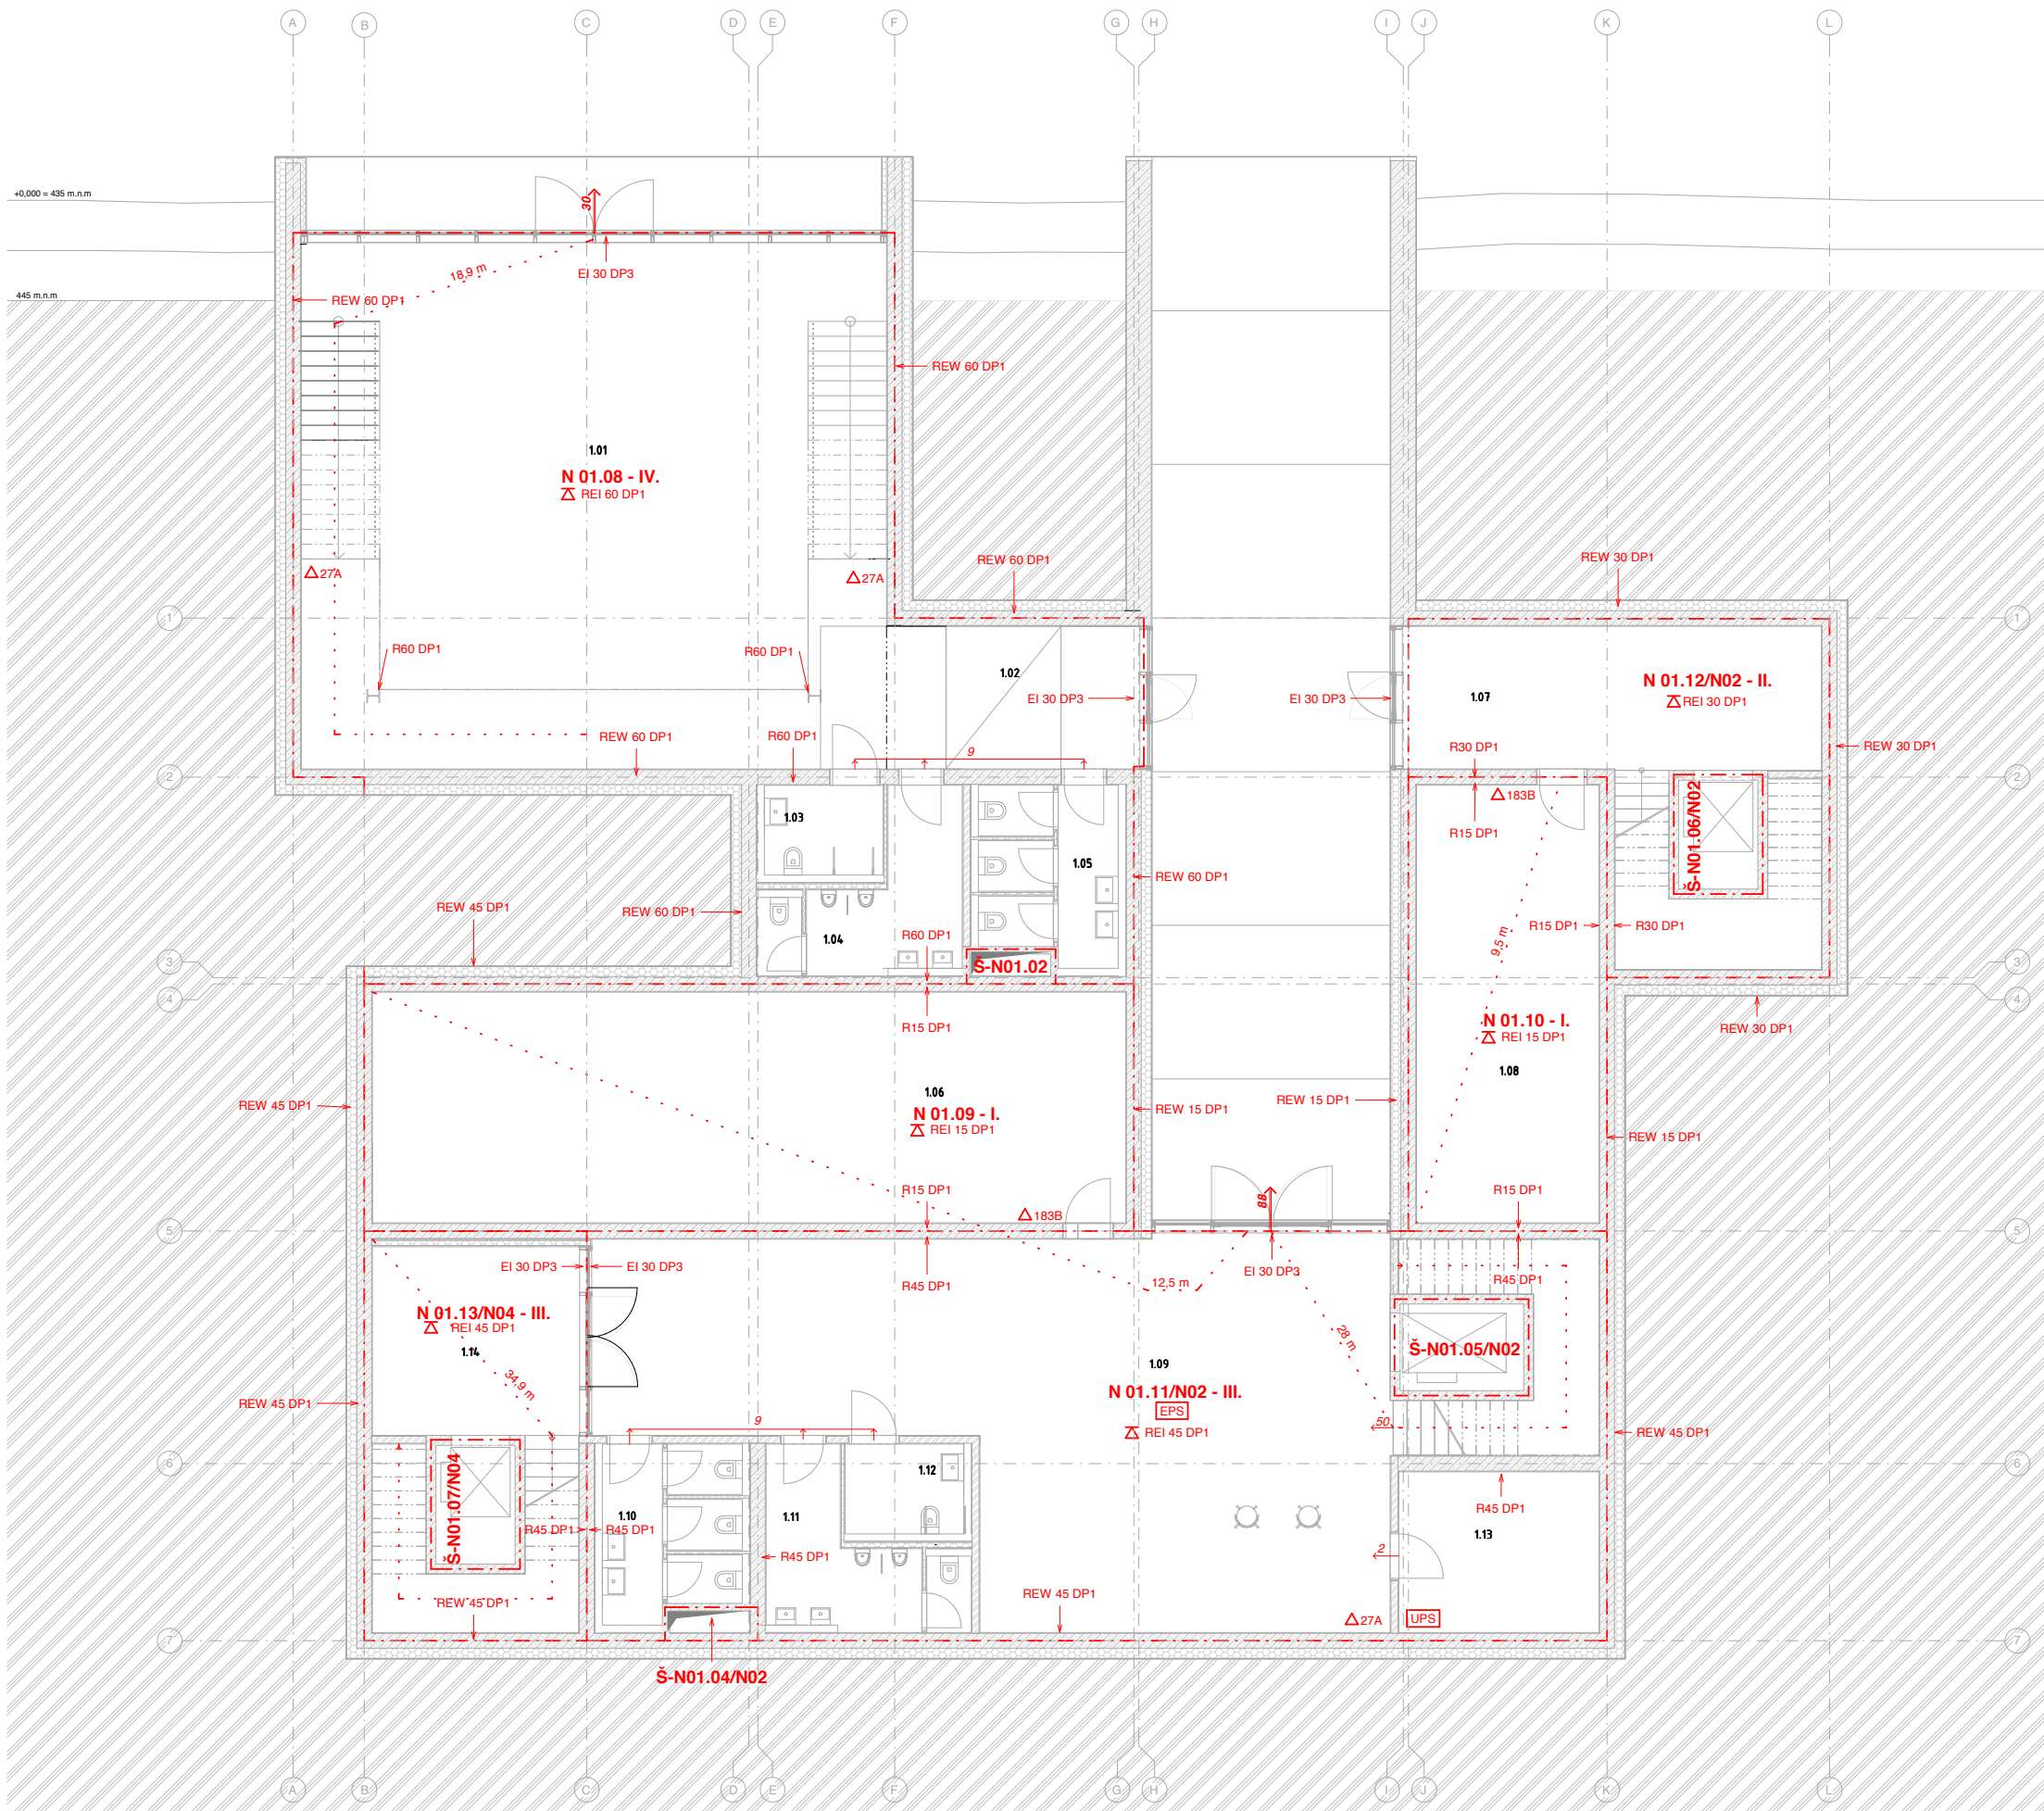 A B C D E F G H I J K L
+0,000 = 435 m.n.m
30
18,9 m
EI 30 DP3
445 m.n.m
REW 60 DP1
REW 60 DP1
1.01
N 01.08 - IV.
REI 60 DP1
27A
27A
REW 60 DP1
REW 30 DP1
1
1
R60 DP1
R60 DP1
1.02
EI 30 DP3
EI 30 DP3
1.07
N 01.12/N02 - II.
REI 30 DP1
REW 60 DP1
R60 DP1
9
R30 DP1
REW 30 DP1
2
2
183B
1.03
R15 DP1
Š-N01.06/N02
1.05
REW 60 DP1
REW 45 DP1
REW 60 DP1
1.04
R60 DP1
R15 DP1
R30 DP1
9,5 m
3
3
Š-N01.02
4
4
R15 DP1
N 01.10 - I.
REI 15 DP1
REW 30 DP1
1.08
1.06
N 01.09 - I.
REI 15 DP1
REW 45 DP1
REW 15 DP1
REW 15 DP1
REW 15 DP1
R15 DP1
183B
88
R15 DP1
5
5
EI 30 DP3
EI 30 DP3
R45 DP1
12,5 m
EI 30 DP3
R45 DP1
N 01.13/N04 - III.
REI 45 DP1
1.14
28 m
Š-N01.05/N02
1.09
34,9 m
N 01.11/N02 - III.
EPS
REI 45 DP1
REW 45 DP1
9
50
REW 45 DP1
6
6
Š-N01.07/N04
1.12
R45 DP1
1.10
1.11
R45 DP1
R45 DP1
1.13
R45 DP1
2
REW 45 DP1
REW 45 DP1
27A
UPS
7
7
Š-N01.04/N02
A B C D E F G H I J K L